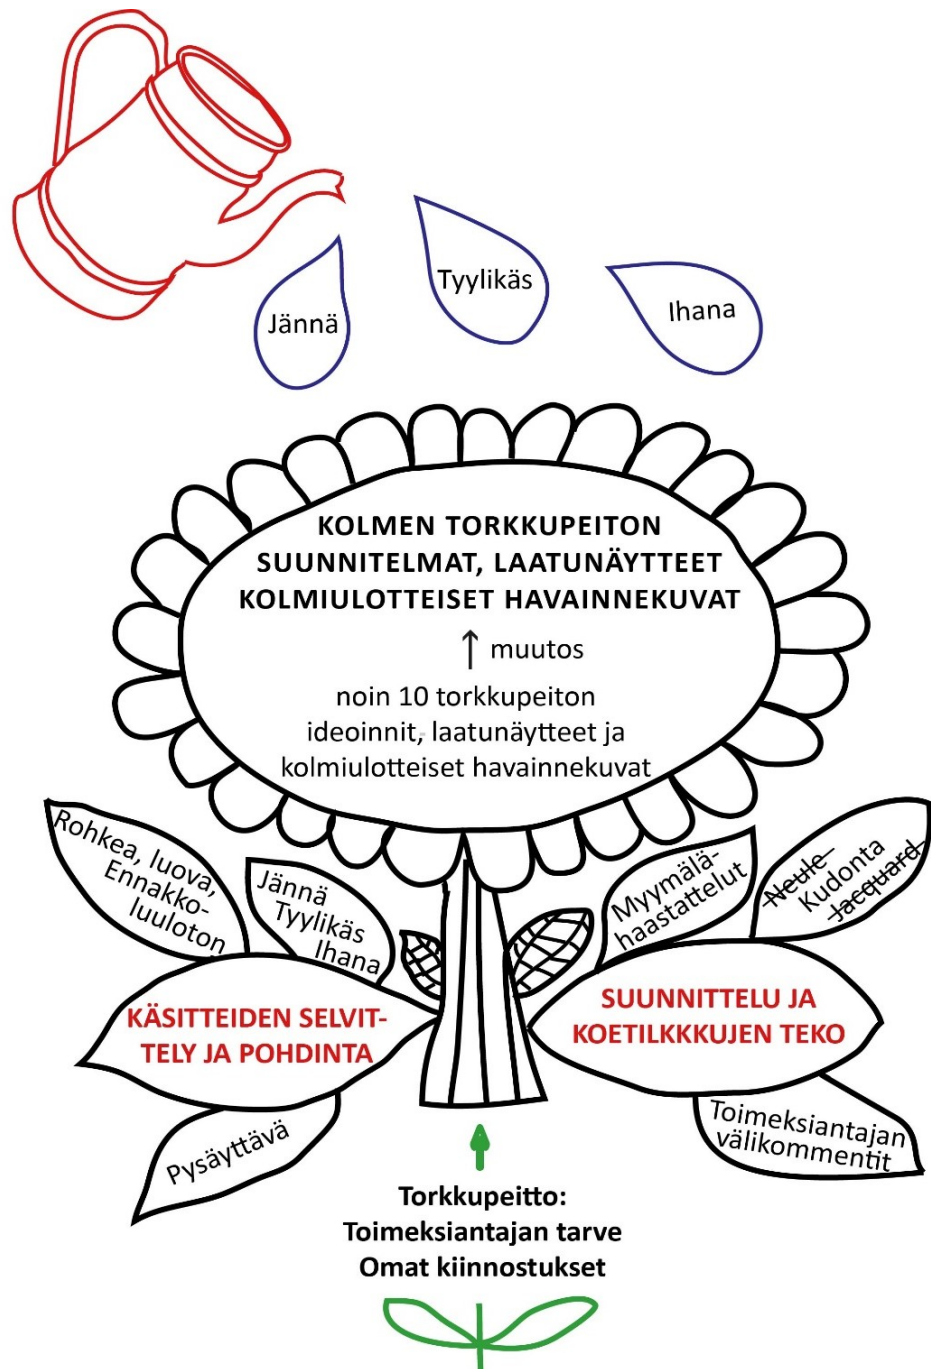 Jännä
Tyylikäs
Ihana
KOLMEN TORKKUPEITON
SUUNNITELMAT, LAATUNÄYTTEET
KOLMIULOTTEISET HAVAINNEKUVAT
↑ muutos
noin 10 torkkupeiton
ideoinnit, laatunäytteet ja
kolmiulotteiset havainnekuvat
Rohkea, luova,
Ennakko-
luuloton
Jännä
Tyylikäs
Ihana
Myymälä-
haastattelut
Neule
Kudonta
Jacquard
KÄSITTEIDEN SELVIT-
TELY JA POHDINTA
SUUNNITTELU JA
KOETILKKKUJEN TEKO
Pysäyttävä
Toimeksiantajan
välikommentit
Torkkupeitto:
Toimeksiantajan tarve
Omat kiinnostukset